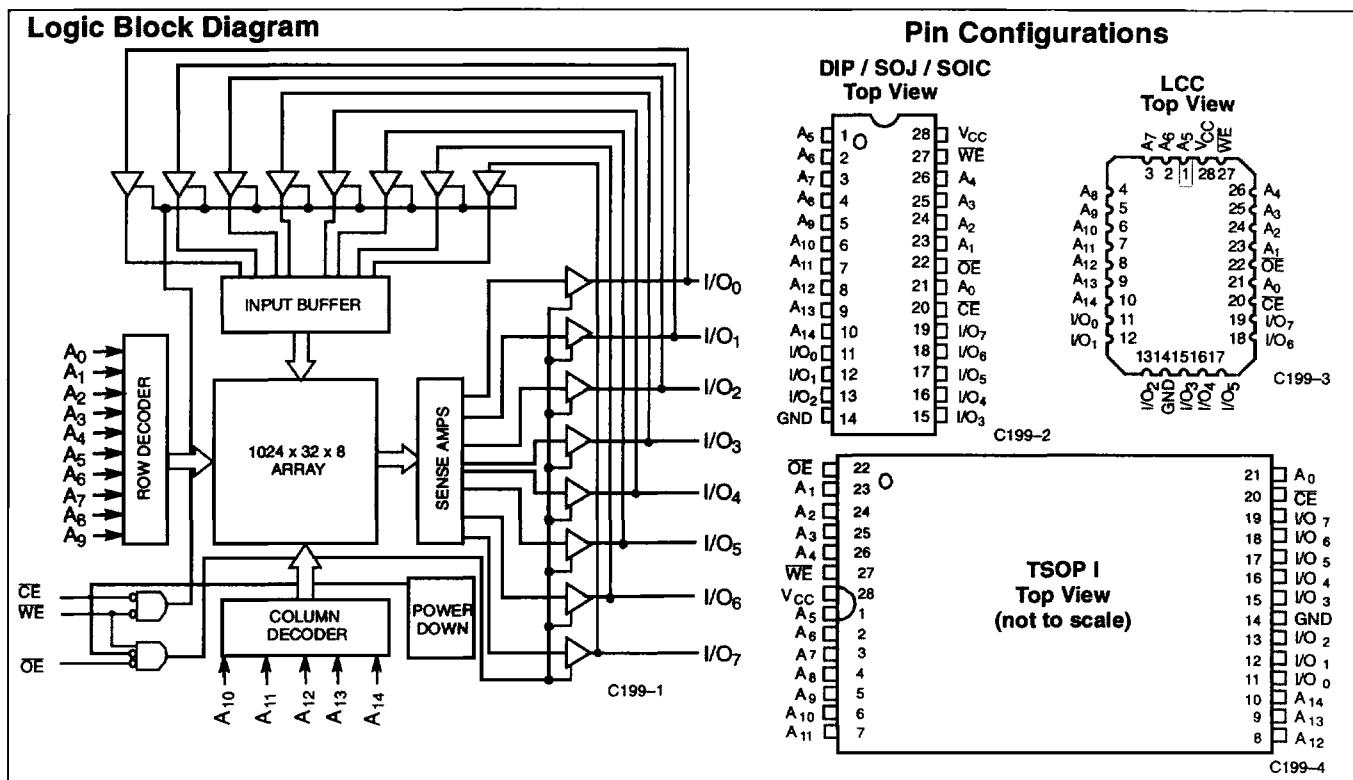 Logic Block Diagram
INPUT BUFFER
A0
A1
A2
A3
A4
A5
A6
A7
A8
A9
ROW DECODER
1024 x 32 x 8
ARRAY
SENSE AMPS
I/O0
I/O1
I/O2
I/O3
I/O4
I/O5
I/O6
I/O7
CE
WE
OE
COLUMN
DECODER
POWER
DOWN
A10
A11
A12
A13
A14
C199–1
Pin Configurations
DIP / SOJ / SOIC
Top View
A5 1 28 VCC
A6 2 27 WE
A7 3 26 A4
A8 4 25 A3
A9 5 24 A2
A10 6 23 A1
A11 7 22 OE
A12 8 21 A0
A13 9 20 CE
A14 10 19 I/O7
I/O0 11 18 I/O6
I/O1 12 17 I/O5
I/O2 13 16 I/O4
GND 14 15 I/O3
C199–2
LCC
Top View
A7 A6 A5 VCC WE
3 2 1 28 27
A8 4 26 A4
A9 5 25 A3
A10 6 24 A2
A11 7 23 A1
A12 8 22 OE
A13 9 21 A0
A14 10 20 CE
I/O0 11 19 I/O7
I/O1 12 18 I/O6
13 14 15 16 17
I/O2 GND I/O3 I/O4 I/O5
C199–3
OE 22 21 A0
A1 23 20 CE
A2 24 19 I/O7
A3 25 18 I/O6
A4 26 17 I/O5
WE 27 16 I/O4
VCC 28 15 I/O3
A5 1 14 GND
A6 2 13 I/O2
A7 3 12 I/O1
A8 4 11 I/O0
A9 5 10 A14
A10 6 9 A13
A11 7 8 A12
TSOP I
Top View
(not to scale)
C199–4